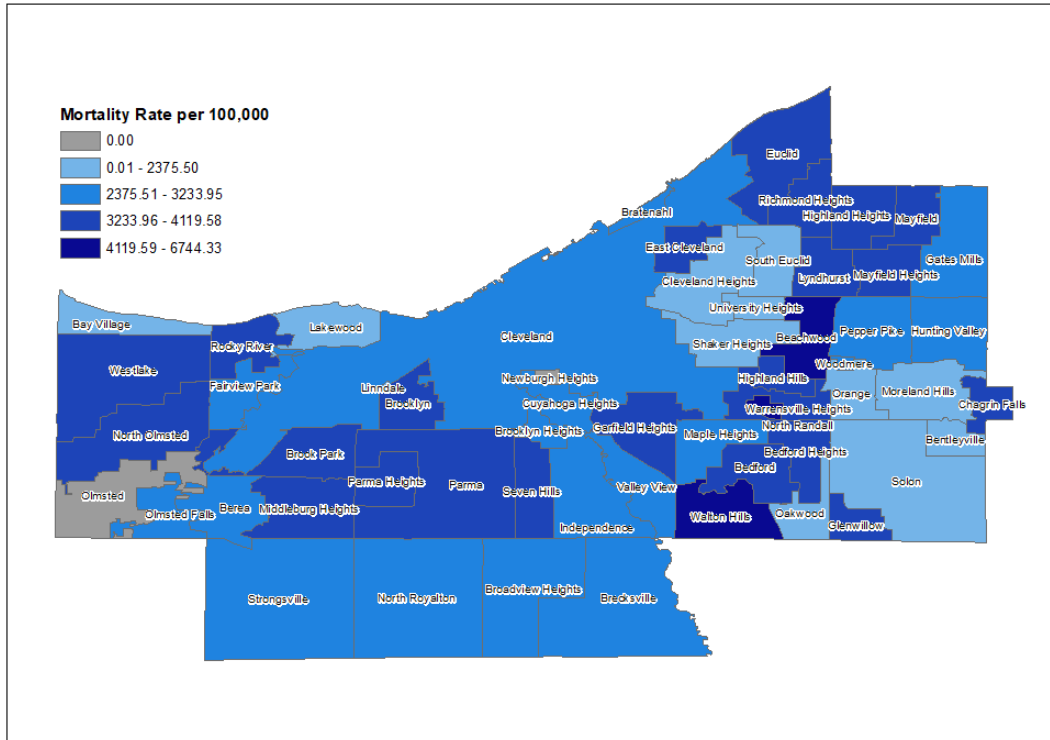 Mortality Rate per 100,000
0.00
0.01 - 2375.50
2375.51 - 3233.95
3233.96 - 4119.58
4119.59 - 6744.33
Euclid
Richmond Heights
Bratenahl
Highland Heights
Mayfield
East Cleveland
South Euclid
Gates Mills
Lyndhurst
Mayfield Heights
Cleveland Heights
University Heights
Bay Village
Lakewood
Cleveland
Beachwood
Pepper Pike
Hunting Valley
Rocky River
Shaker Heights
Westlake
Woodmere
Newburgh Heights
Highland Hills
Fairview Park
Linndale
Orange
Moreland Hills
Brooklyn
Cuyahoga Heights
Warrensville Heights
Chagrin Falls
North Olmsted
Brooklyn Heights
Garfield Heights
North Randall
Maple Heights
Bentleyville
Brook Park
Bedford Heights
Bedford
Parma Heights
Parma
Seven Hills
Valley View
Solon
Olmsted
Olmsted Falls
Berea
Middleburg Heights
Walton Hills
Oakwood
Independence
Glenwillow
Strongsville
North Royalton
Broadview Heights
Brecksville